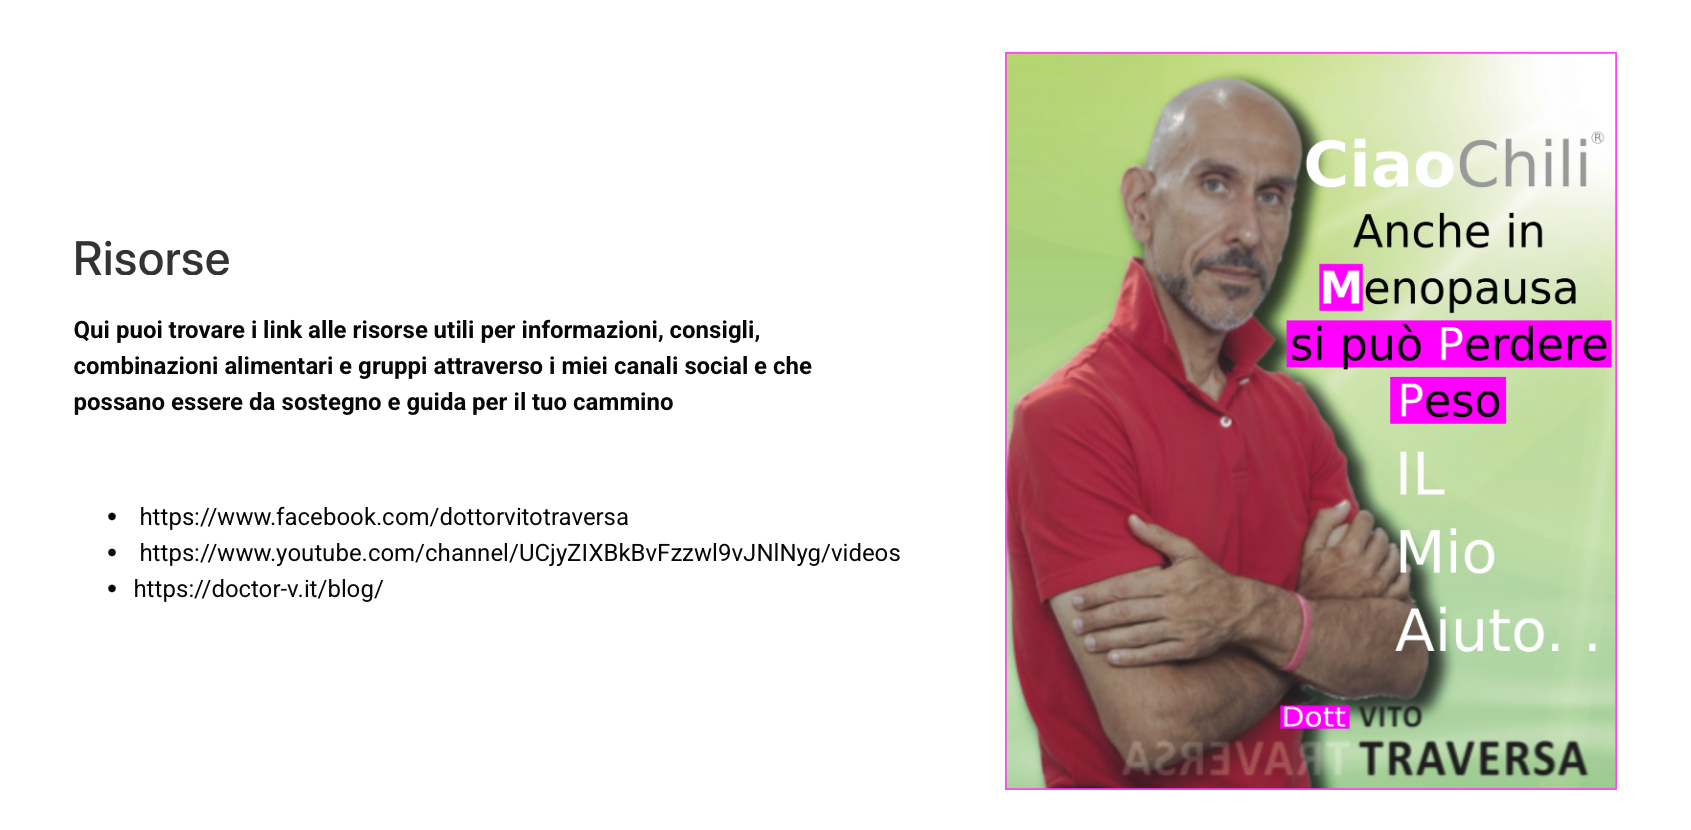 Risorse
Qui puoi trovare i link alle risorse utili per informazioni, consigli,
combinazioni alimentari e gruppi attraverso i miei canali social e che
possano essere da sostegno e guida per il tuo cammino
• https://www.facebook.com/dottorvitotraversa
• https://www.youtube.com/channel/UCjyZIXBkBvFzzwl9vJNlNyg/videos
• https://doctor-v.it/blog/
CiaoChili®
Anche in
Menopausa
si può Perdere
Peso
IL
Mio
Aiuto. .
Dott VITO
TRAVERSA